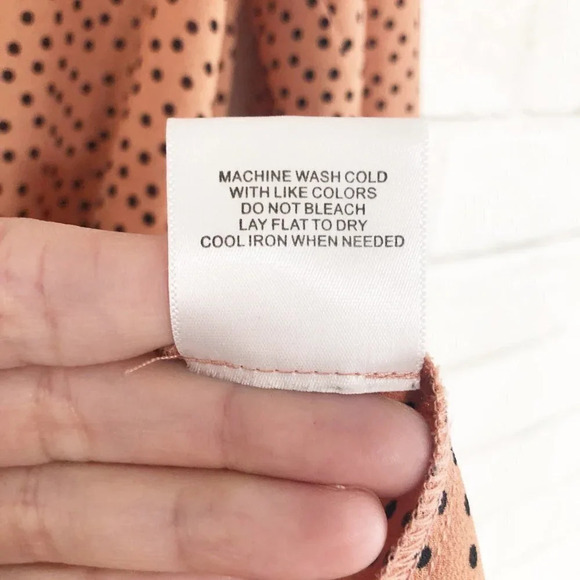 MACHINE WASH COLD
WITH LIKE COLORS
DO NOT BLEACH
LAY FLAT TO DRY
COOL IRON WHEN NEEDED